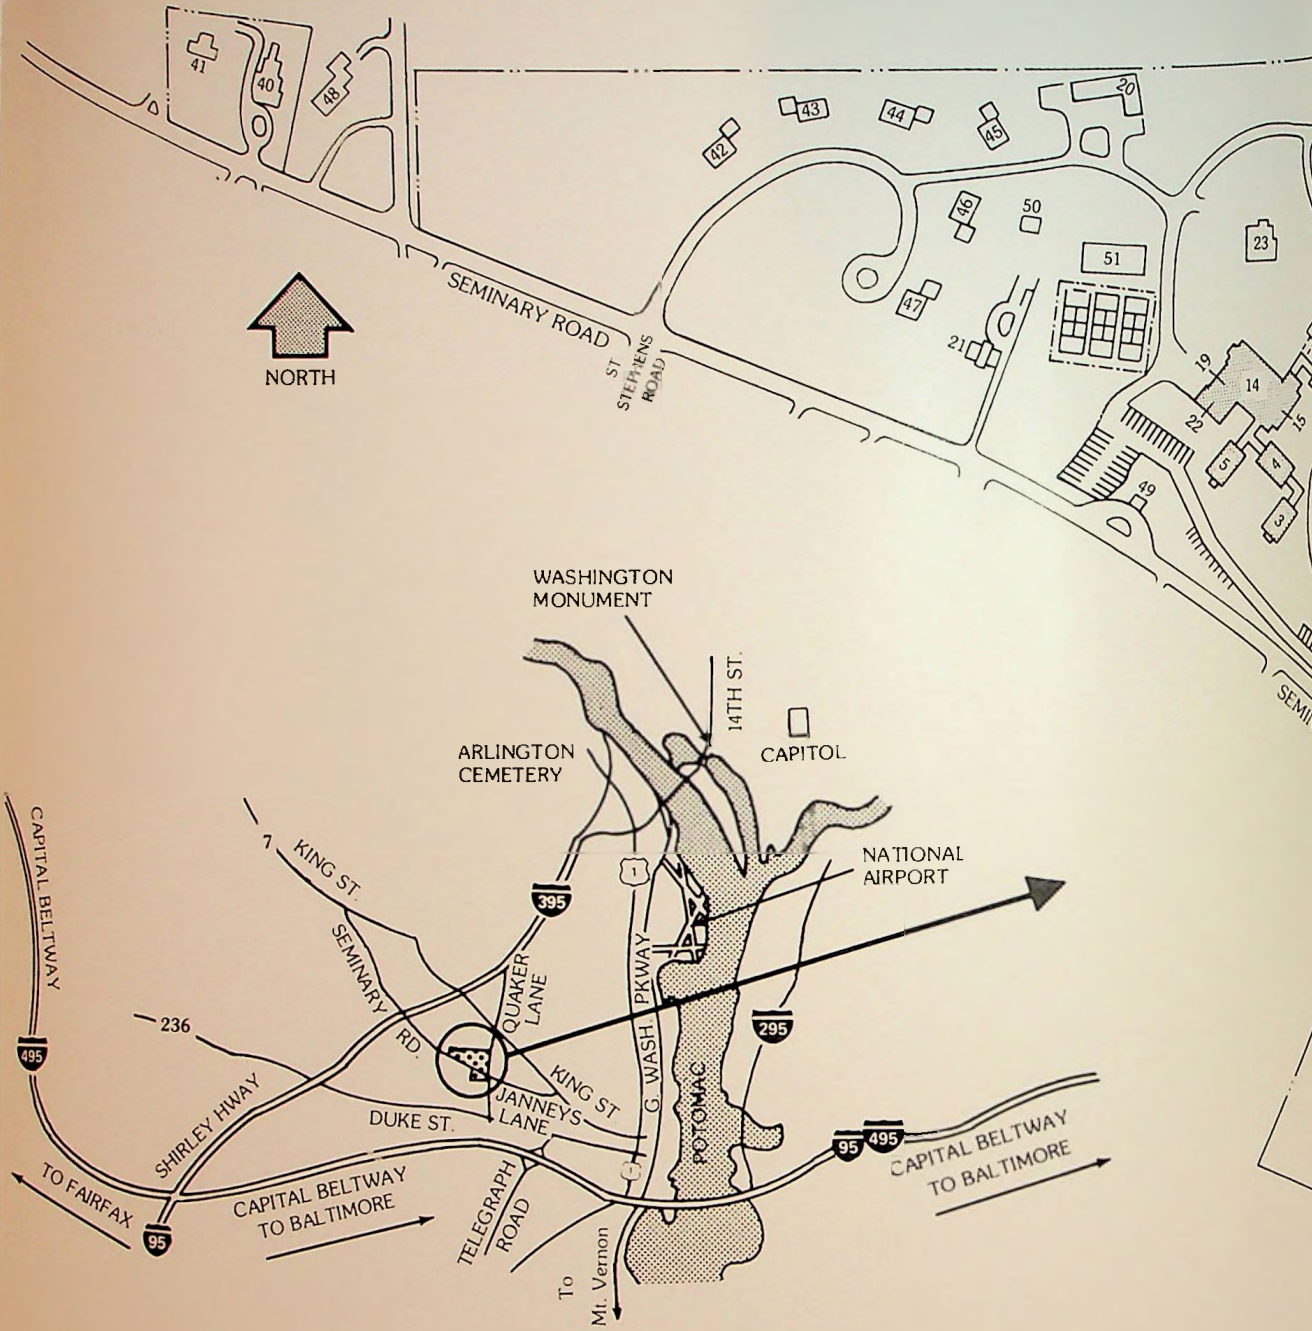 41
40
48
43
44
45
20
42
46
50
23
51
47
21
SEMINARY ROAD
ST
STEPHENS
ROAD
NORTH
19
14
15
22
5
4
3
49
SEMI
WASHINGTON
MONUMENT
14TH ST.
CAPITOL
ARLINGTON
CEMETERY
NATIONAL
AIRPORT
CAPITAL BELTWAY
7
KING ST.
1
395
SEMINARY
RD.
QUAKER
LANE
G. WASH. PKWAY
295
236
495
KING ST
JANNEYS
LANE
POTOMAC
SHIRLEY HWAY
DUKE ST.
95
495
CAPITAL BELTWAY
TO BALTIMORE
TO FAIRFAX
95
CAPITAL BELTWAY
TO BALTIMORE
TELEGRAPH
ROAD
1
To
Mt. Vernon